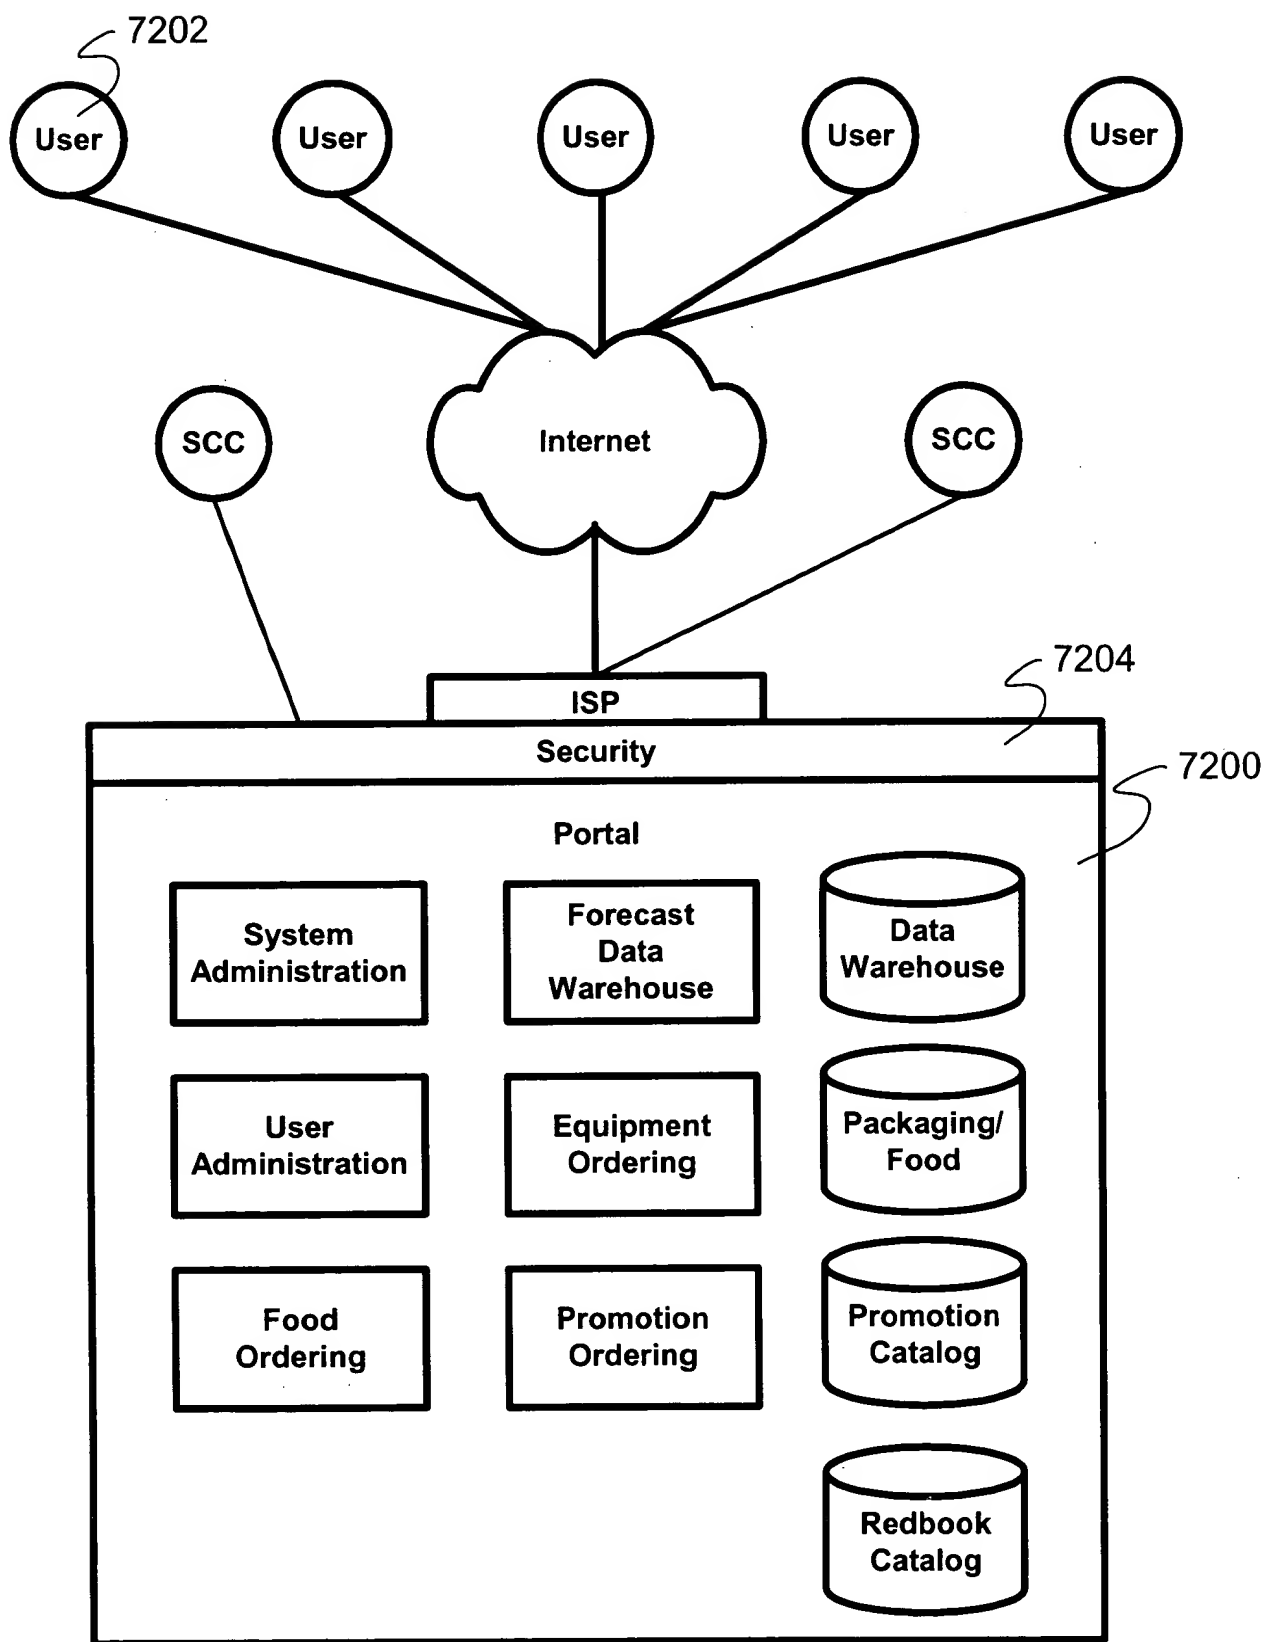 7202
User
User
User
User
User
SCC
Internet
SCC
7204
ISP
Security
7200
Portal
System
Administration
Forecast
Data
Warehouse
Data
Warehouse
User
Administration
Equipment
Ordering
Packaging/
Food
Food
Ordering
Promotion
Ordering
Promotion
Catalog
Redbook
Catalog